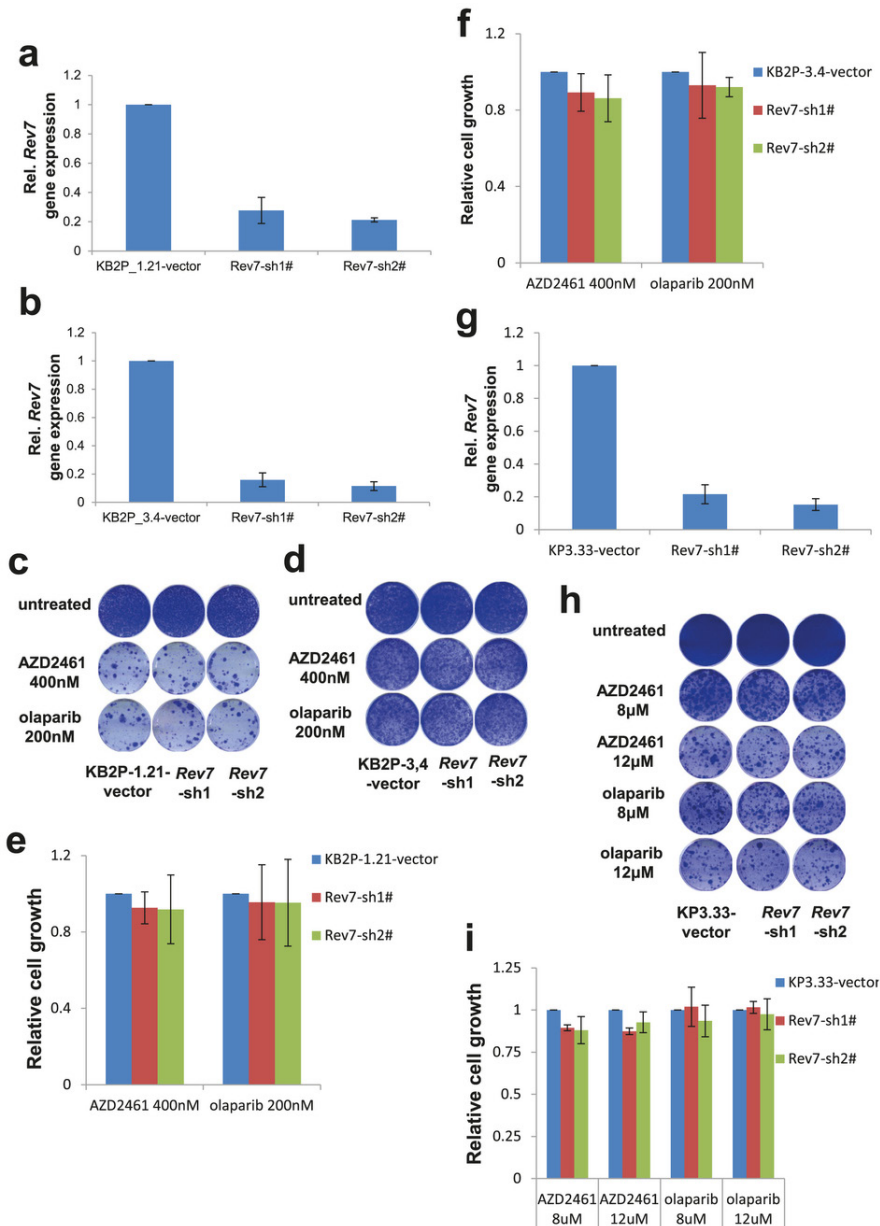 a
1.2
1
0.8
0.6
0.4
0.2
0
Rel. Rev7
gene expression
KB2P_1.21-vector
Rev7-sh1#
Rev7-sh2#
b
1.2
1
0.8
0.6
0.4
0.2
0
Rel. Rev7
gene expression
KB2P_3.4-vector
Rev7-sh1#
Rev7-sh2#
c
untreated
AZD2461
400nM
olaparib
200nM
KB2P-1.21-
vector
Rev7
-sh1
Rev7
-sh2
d
untreated
AZD2461
400nM
olaparib
200nM
KB2P-3,4
-vector
Rev7
-sh1
Rev7
-sh2
e
1.2
0.8
0.4
0
Relative cell growth
KB2P-1.21-vector
Rev7-sh1#
Rev7-sh2#
AZD2461 400nM
olaparib 200nM
f
1.2
0.8
0.4
0
Relative cell growth
KB2P-3.4-vector
Rev7-sh1#
Rev7-sh2#
AZD2461 400nM
olaparib 200nM
g
1.2
1
0.8
0.6
0.4
0.2
0
Rel. Rev7
gene expression
KP3.33-vector
Rev7-sh1#
Rev7-sh2#
h
untreated
AZD2461
8μM
AZD2461
12μM
olaparib
8μM
olaparib
12μM
KP3.33-
vector
Rev7
-sh1
Rev7
-sh2
i
1.25
1
0.75
0.5
0.25
0
Relative cell growth
KP3.33-vector
Rev7-sh1#
Rev7-sh2#
AZD2461
8uM
AZD2461
12uM
olaparib
8uM
olaparib
12uM